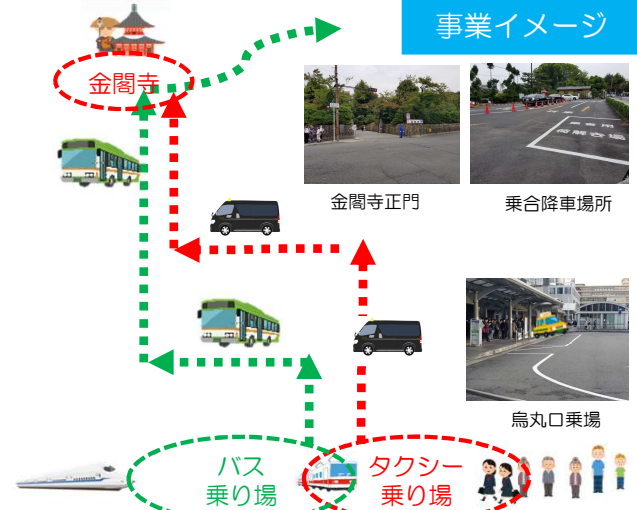 事業イメージ
金閣寺
金閣寺正門
乗合降車場所
烏丸口乗場
バス
乗り場
タクシー
乗り場